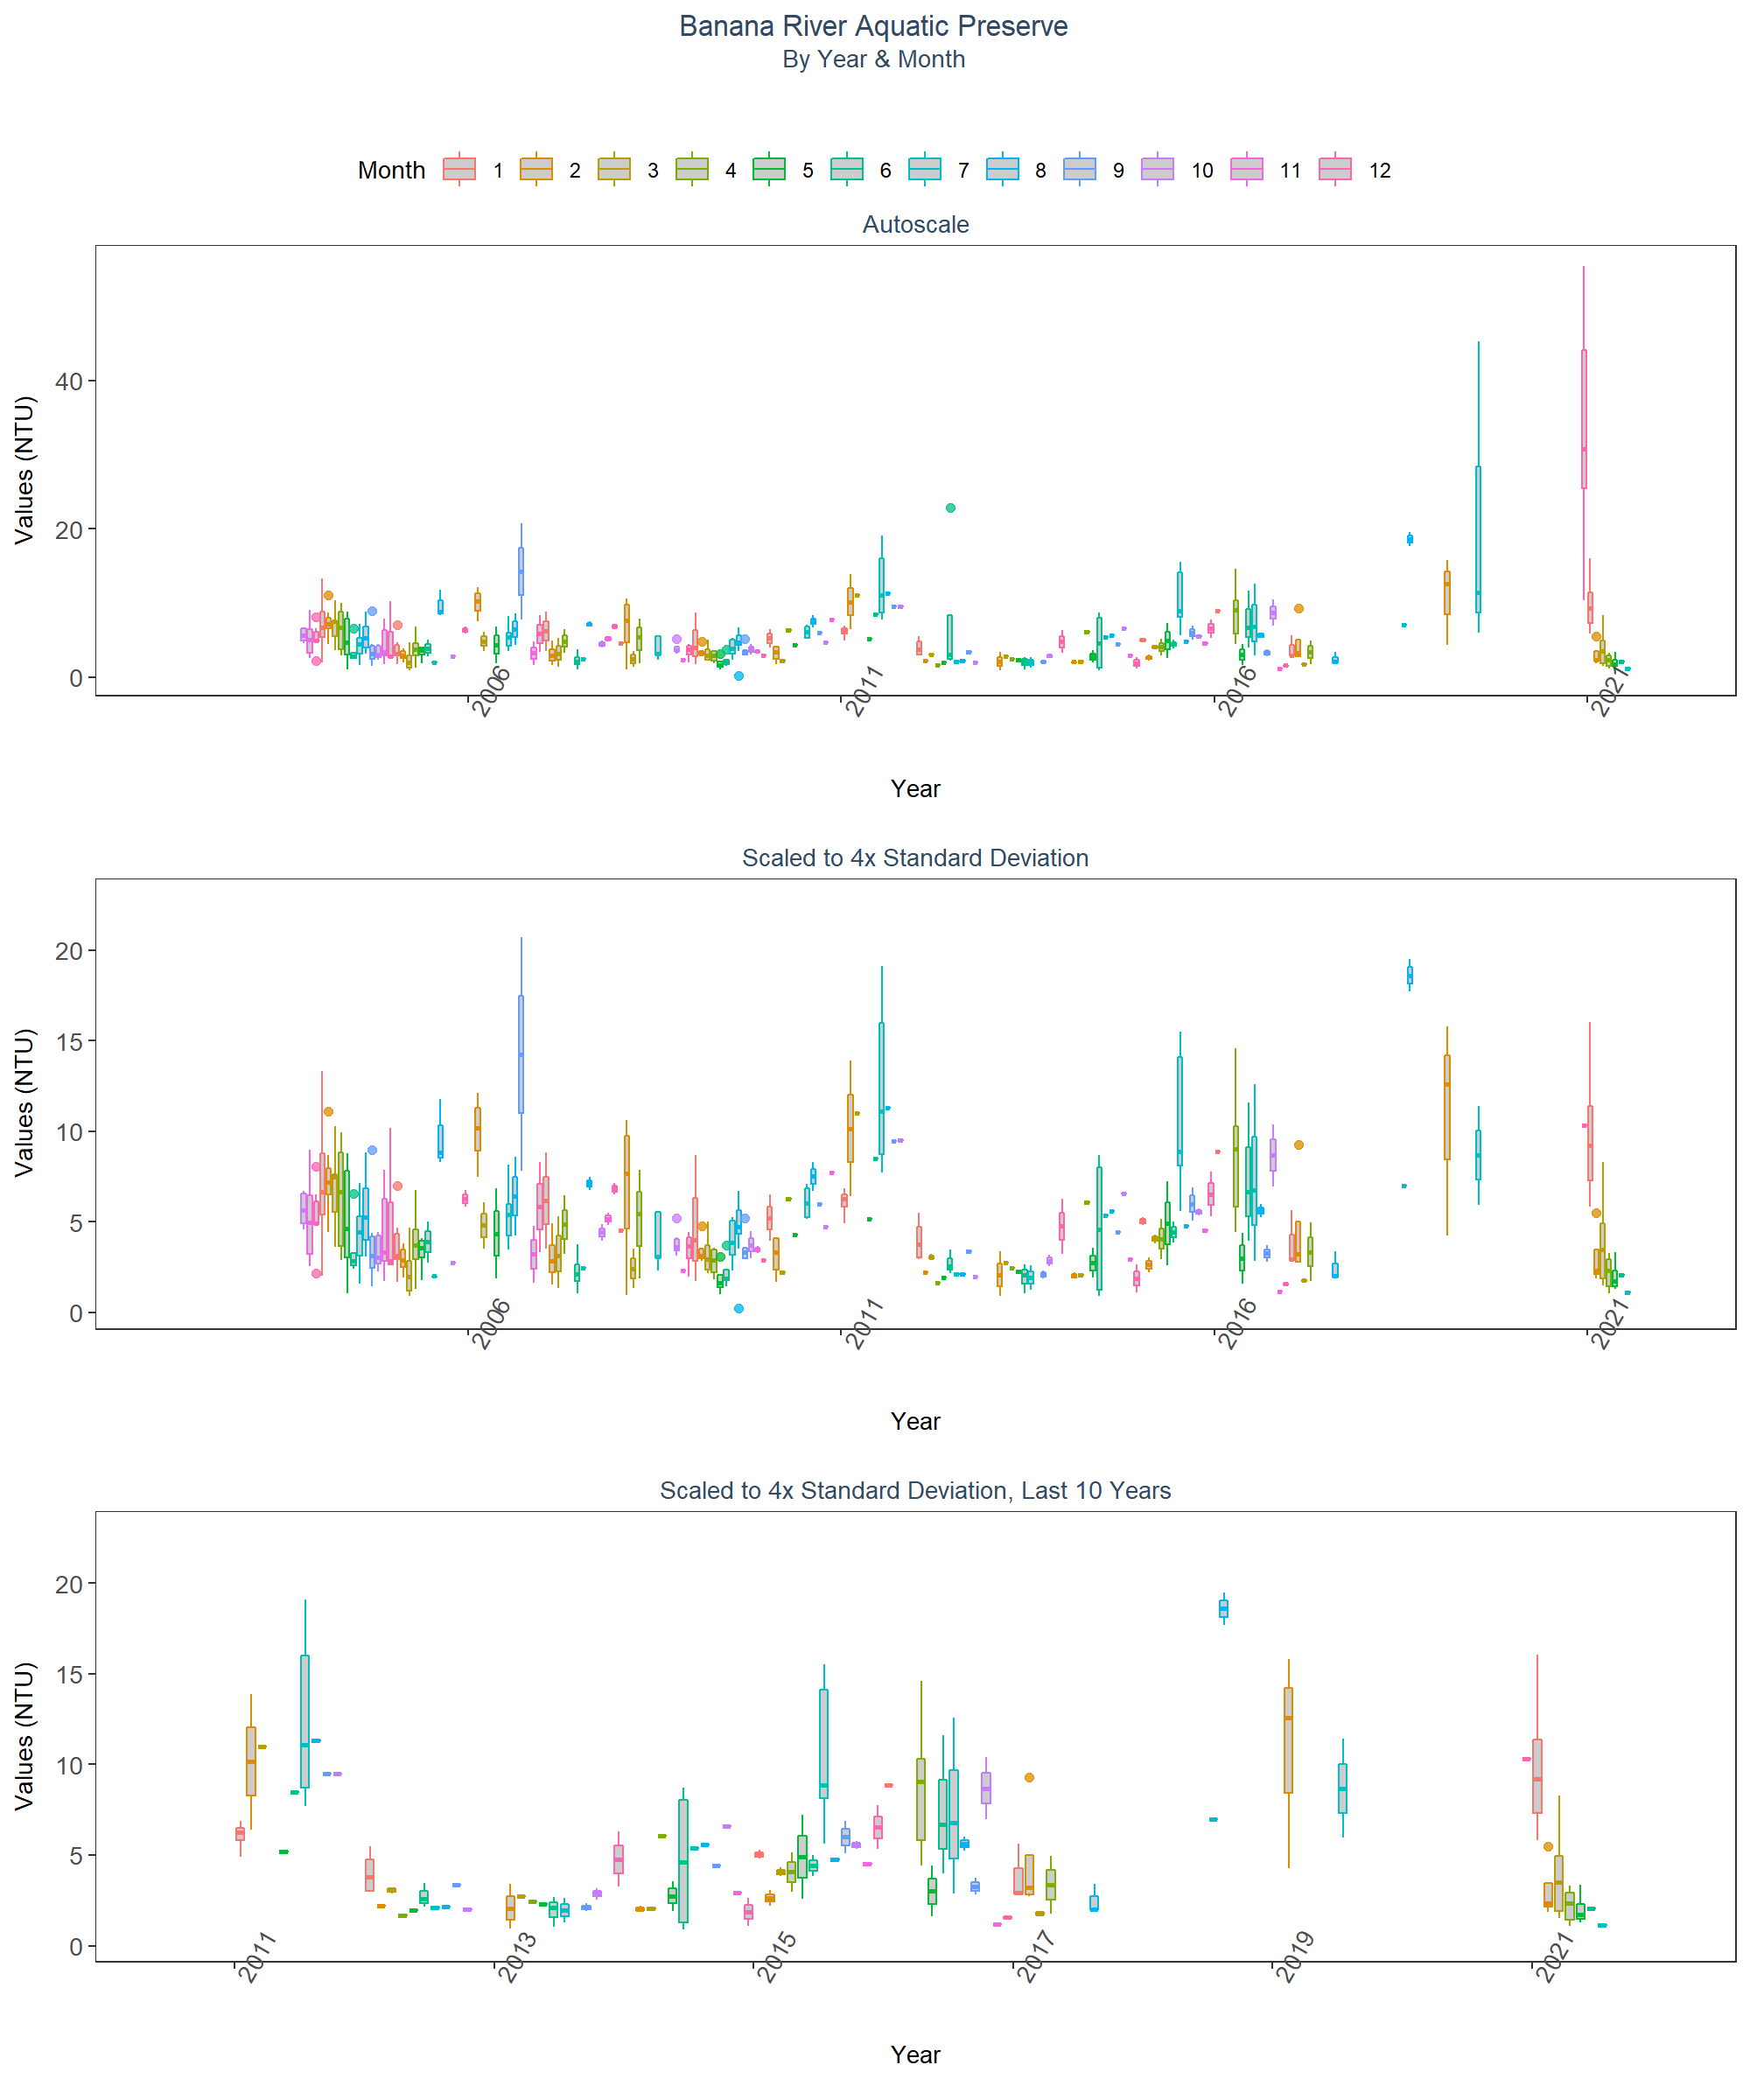 Banana River Aquatic Preserve
By Year & Month
Month 1 2 3 4 5 6 7 8 9 10 11 12
Autoscale
Values (NTU)
40
20
0
2006 2011 2016 2021
Year
Scaled to 4x Standard Deviation
Values (NTU)
20
15
10
5
0
2006 2011 2016 2021
Year
Scaled to 4x Standard Deviation, Last 10 Years
Values (NTU)
20
15
10
5
0
2011 2013 2015 2017 2019 2021
Year